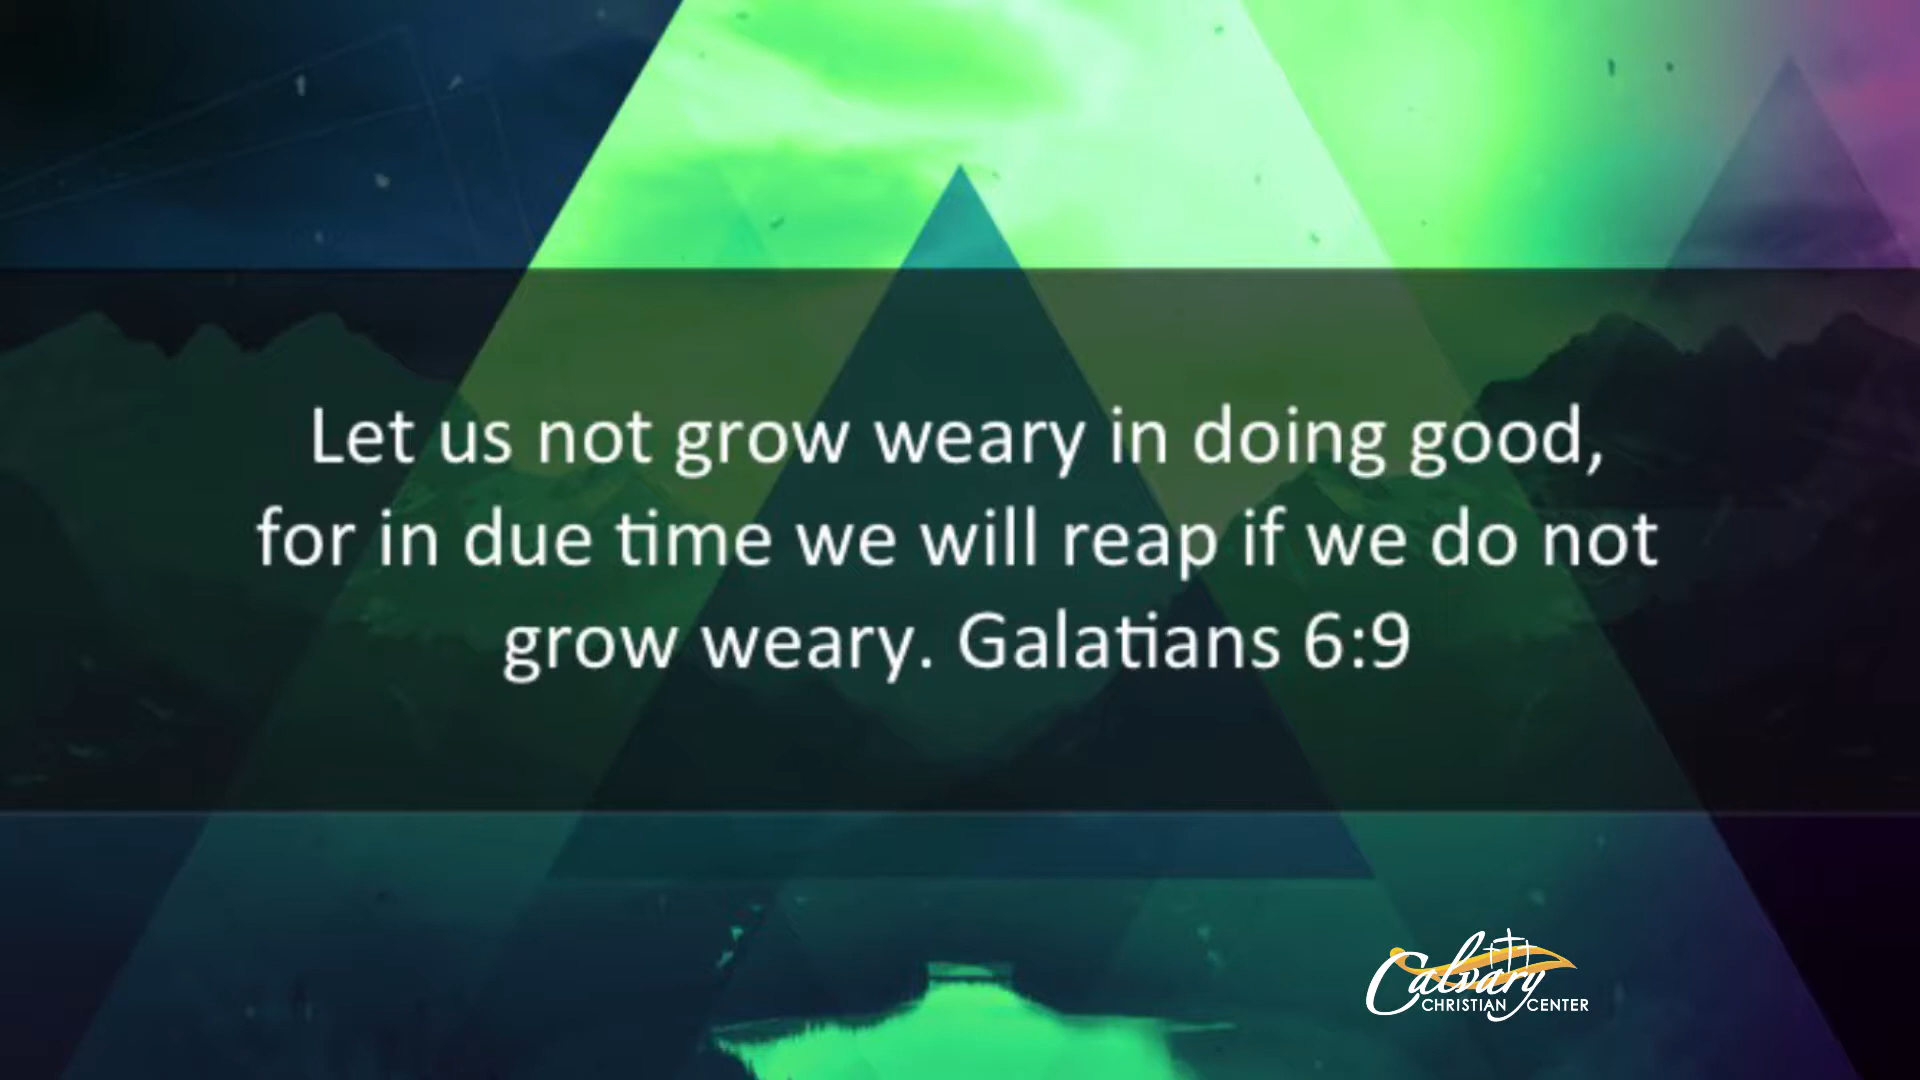 Let us not grow weary in doing good,
for in due time we will reap if we do not
grow weary. Galatians 6:9
Calvary
CHRISTIAN CENTER